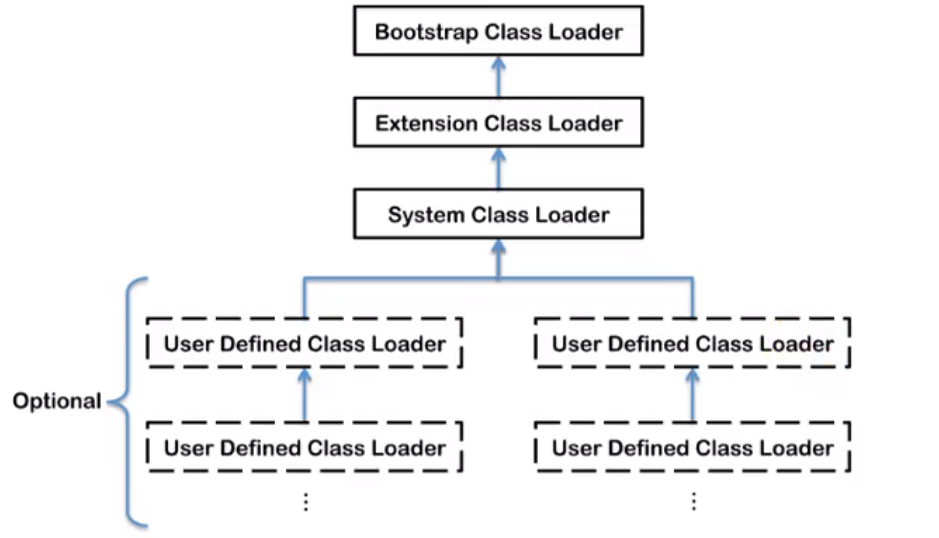 Bootstrap Class Loader
Extension Class Loader
System Class Loader
User Defined Class Loader
User Defined Class Loader
Optional
User Defined Class Loader
User Defined Class Loader
⋮
⋮